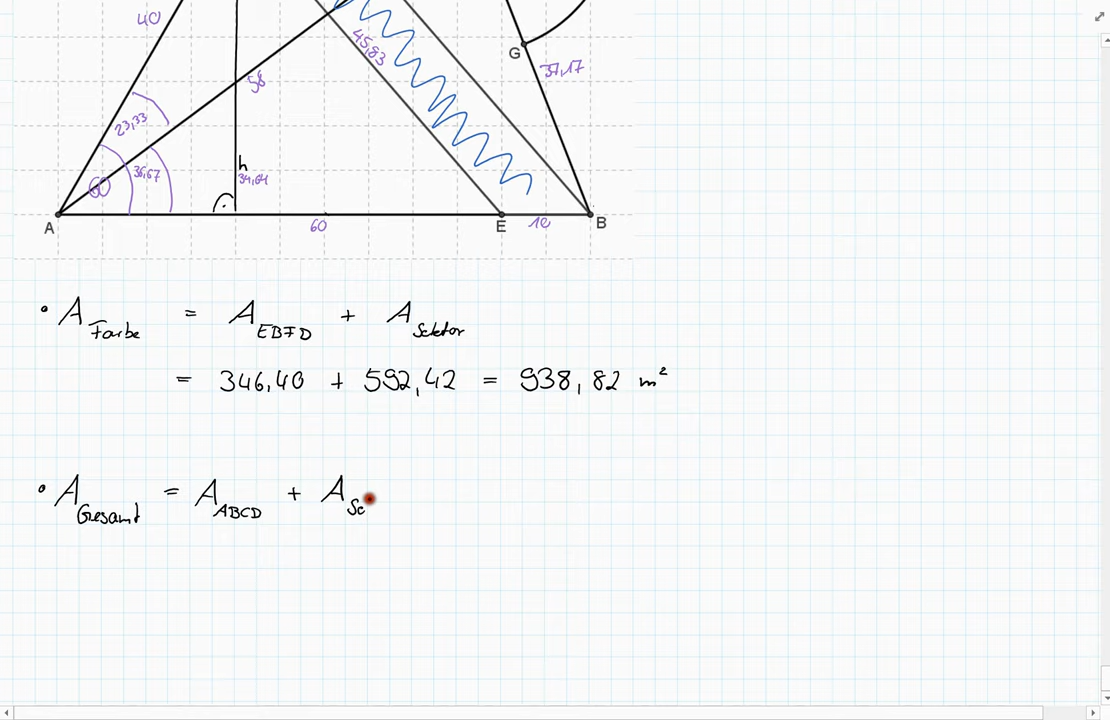 40
45,83
G
37,17
58
23,33
h
36,67
34,64
60
A
60
E
10
B
• A Farbe = A EBFD + A Sektor
= 346,40 + 592,42 = 938,82 m²
• A Gesamt = A ABCD + A Se